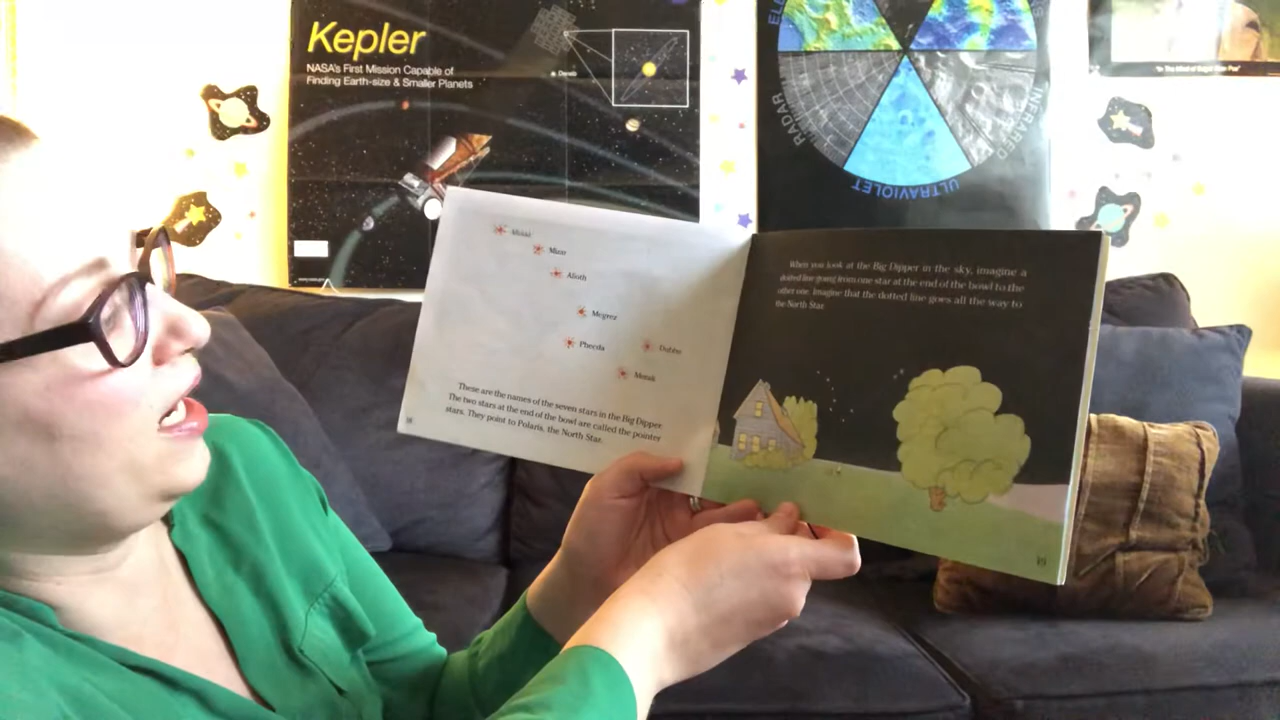 Kepler
NASA's First Mission Capable of
Finding Earth-size & Smaller Planets
Deneb
RADAR
ULTRAVIOLET
INFRARED
Mizar
Alioth
Megrez
Phecda
Dubhe
Merak
These are the names of the seven stars in the Big Dipper.
The two stars at the end of the bowl are called the pointer
stars. They point to Polaris, the North Star.
18
When you look at the Big Dipper in the sky, imagine a
dotted line going from one star at the end of the bowl to the
other one. Imagine that the dotted line goes all the way to
the North Star.
19